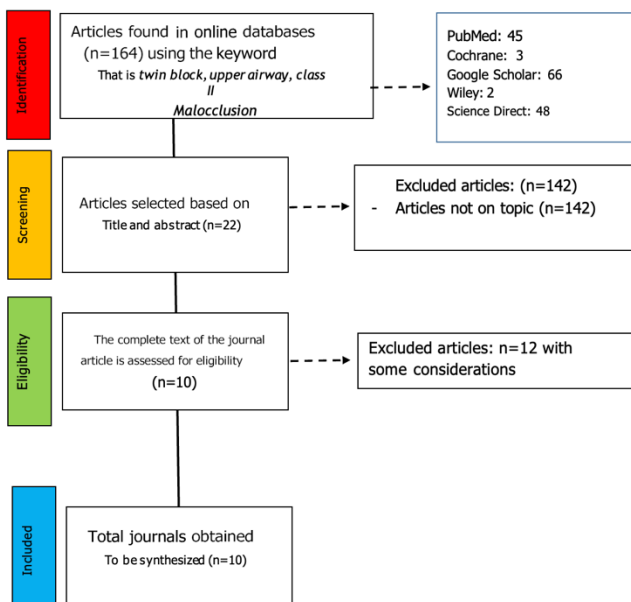 Identification
Articles found in online databases
(n=164) using the keyword
That is twin block, upper airway, class
II
Malocclusion
PubMed: 45
Cochrane: 3
Google Scholar: 66
Wiley: 2
Science Direct: 48
Screening
Articles selected based on
Title and abstract (n=22)
Excluded articles: (n=142)
- Articles not on topic (n=142)
Eligibility
The complete text of the journal
article is assessed for eligibility
(n=10)
Excluded articles: n=12 with
some considerations
Included
Total journals obtained
To be synthesized (n=10)